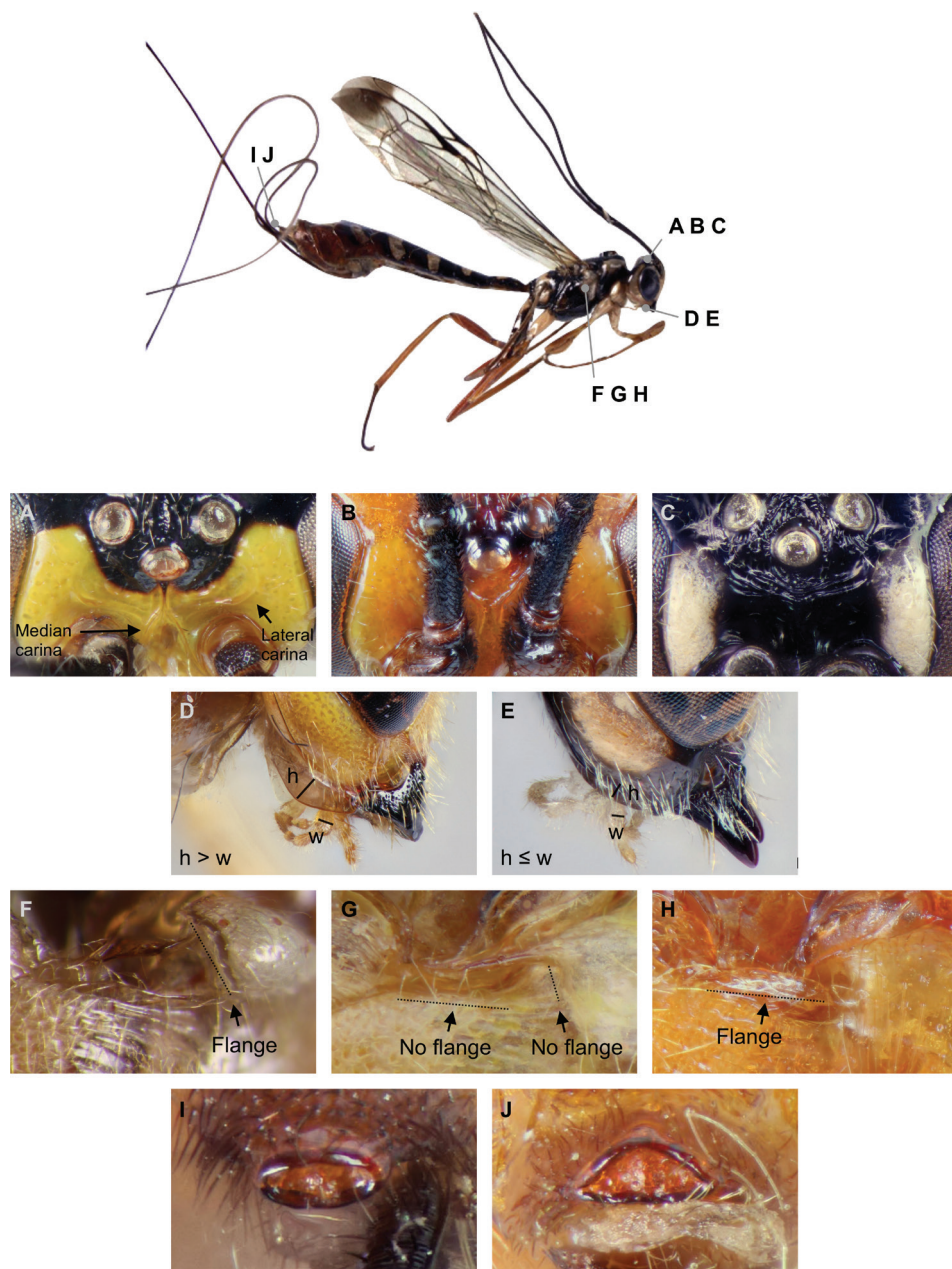 I J
A B C
D E
F G H
A
B
C
Median
carina
Lateral
carina
D
h
w
h > w
E
h
w
h ≤ w
F
Flange
G
No flange
No flange
H
Flange
I
J